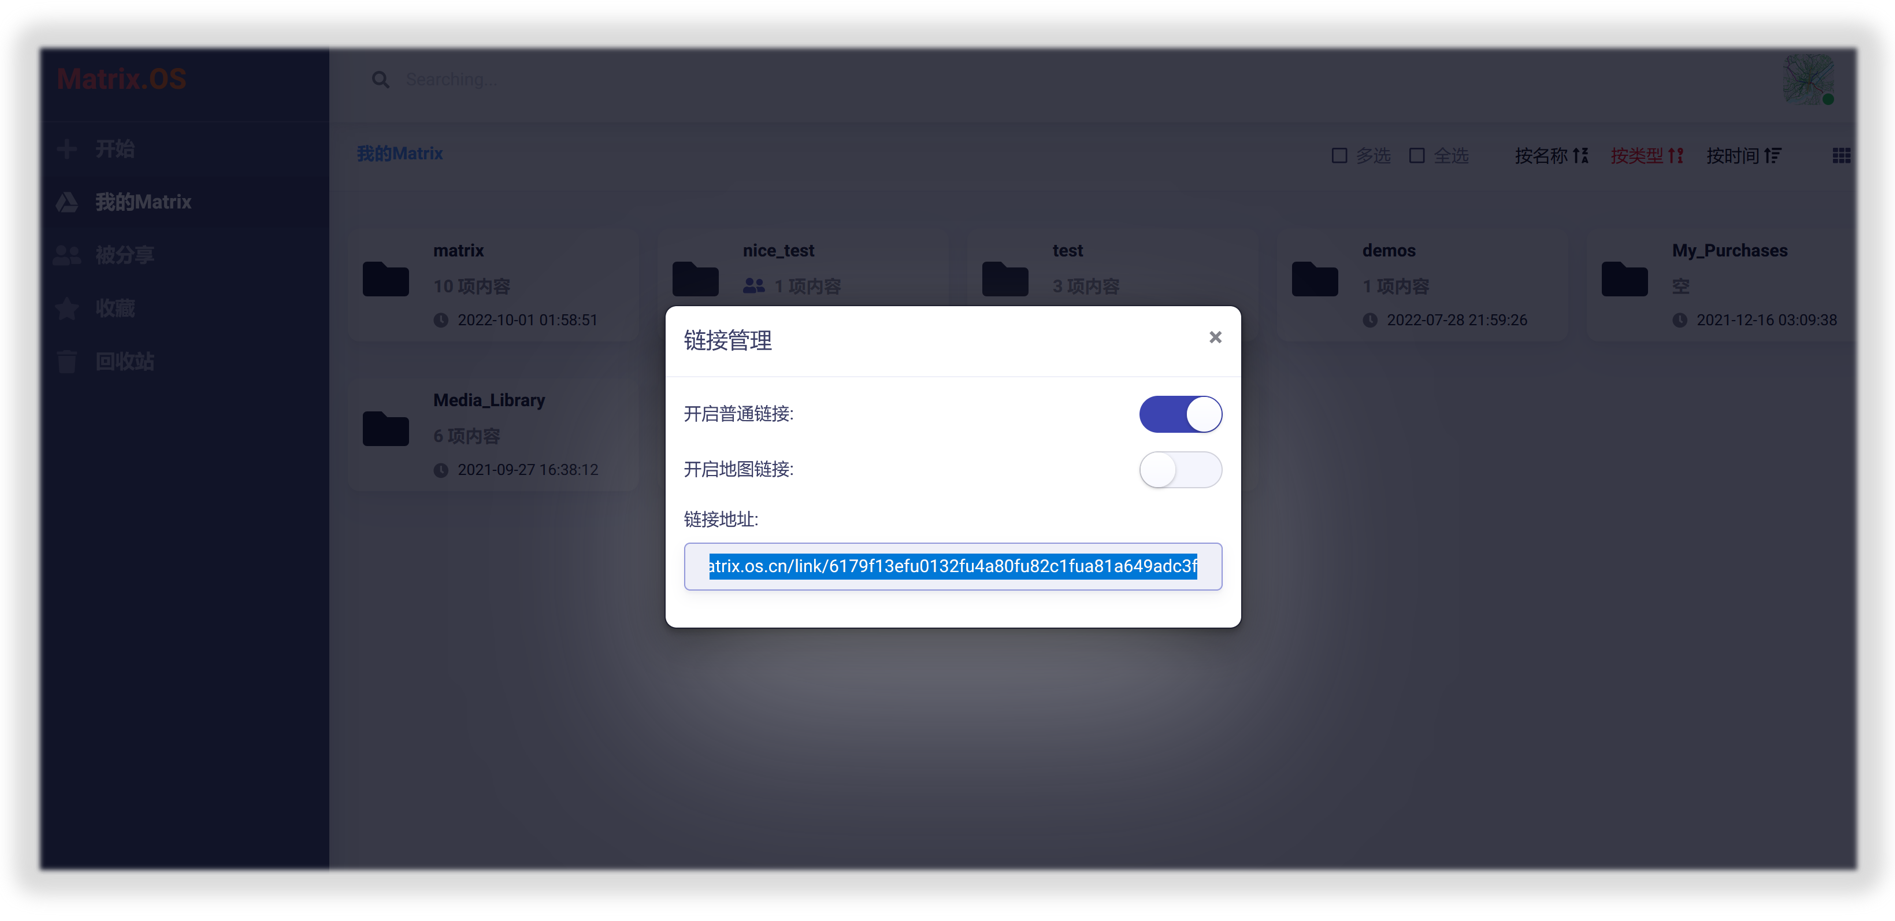 Matrix.OS
Searching...
开始
我的Matrix
被分享
收藏
回收站
我的Matrix
多选
全选
按名称
按类型
按时间
matrix
10 项内容
2022-10-01 01:58:51
nice_test
1 项内容
test
3 项内容
demos
1 项内容
2022-07-28 21:59:26
My_Purchases
空
2021-12-16 03:09:38
Media_Library
6 项内容
2021-09-27 16:38:12
链接管理
×
开启普通链接:
开启地图链接:
链接地址:
atrix.os.cn/link/6179f13efu0132fu4a80fu82c1fua81a649adc3f